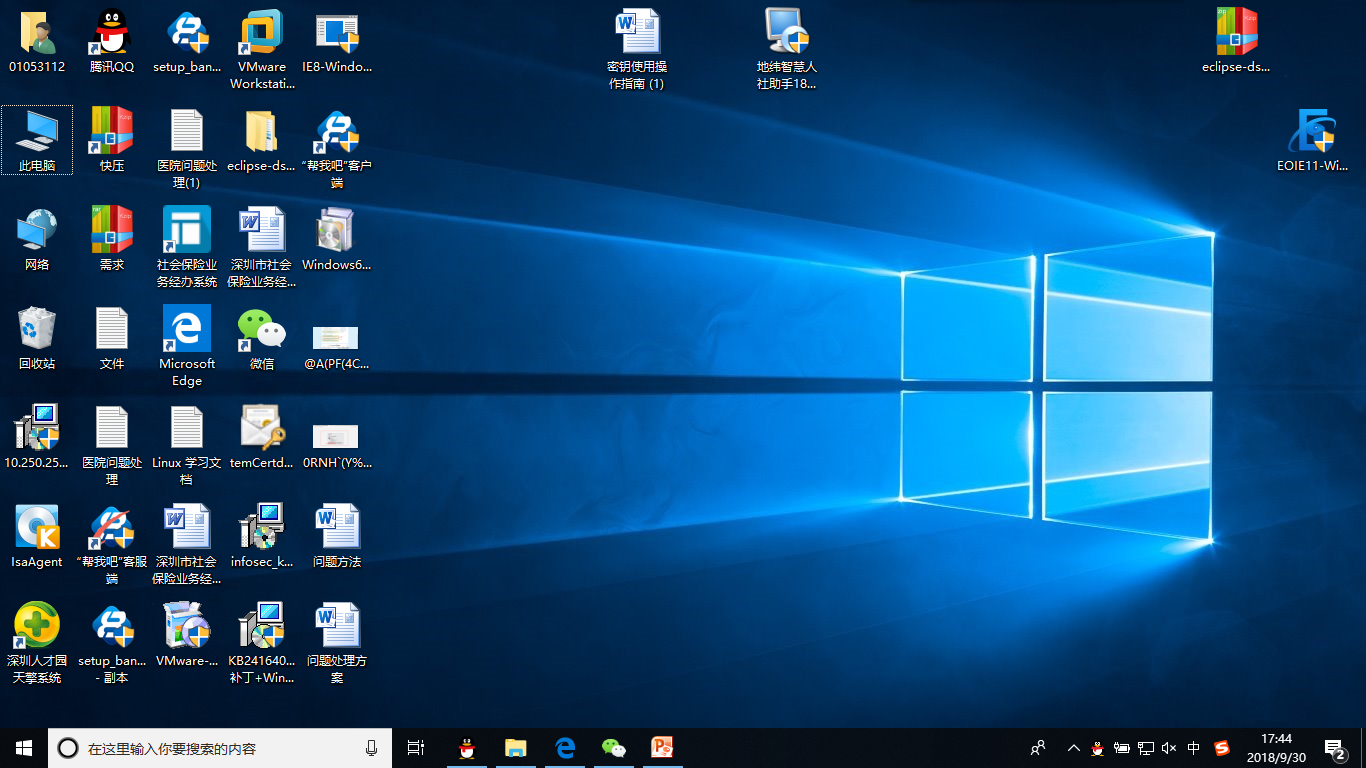 01053112
腾讯QQ
setup_ban...
VMware
Workstati...
IE8-Windo...
密钥使用操
作指南 (1)
地纬智慧人
社助手18...
eclipse-ds...
此电脑
快压
医院问题处
理(1)
eclipse-ds...
“帮我吧”客户
端
EOIE11-Wi...
网络
需求
社会保险业
务经办系统
深圳市社会
保险业务经...
Windows6...
回收站
文件
Microsoft
Edge
微信
@A(PF(4C...
10.250.25...
医院问题处
理
Linux 学习文
档
temCertd...
0RNH`(Y%...
IsaAgent
“帮我吧”客服
端
深圳市社会
保险业务经...
infosec_k...
问题方法
深圳人才园
天擎系统
setup_ban...
- 副本
VMware-...
KB241640...
补丁+Win...
问题处理方
案
在这里输入你要搜索的内容
中
17:44
2018/9/30
2